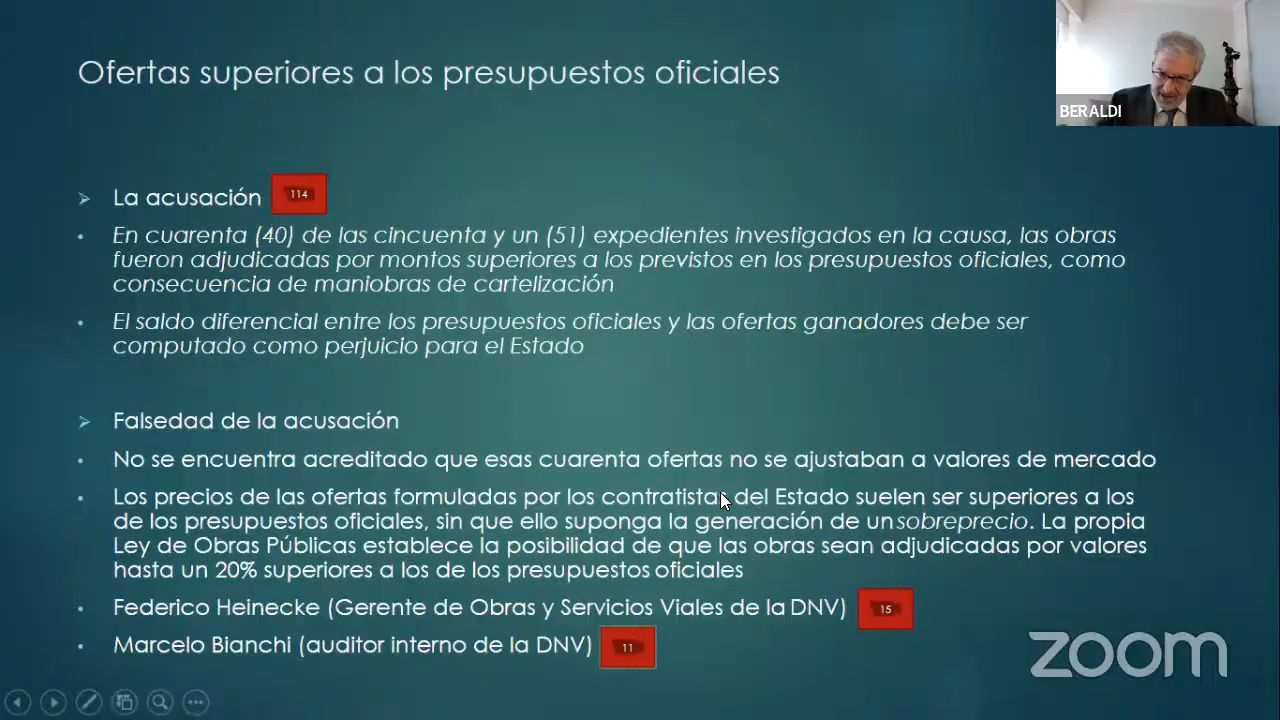 Ofertas superiores a los presupuestos oficiales
BERALDI
La acusación 114
En cuarenta (40) de las cincuenta y un (51) expedientes investigados en la causa, las obras
fueron adjudicadas por montos superiores a los previstos en los presupuestos oficiales, como
consecuencia de maniobras de cartelización
El saldo diferencial entre los presupuestos oficiales y las ofertas ganadores debe ser
computado como perjuicio para el Estado
Falsedad de la acusación
No se encuentra acreditado que esas cuarenta ofertas no se ajustaban a valores de mercado
Los precios de las ofertas formuladas por los contratistas del Estado suelen ser superiores a los
de los presupuestos oficiales, sin que ello suponga la generación de un sobreprecio. La propia
Ley de Obras Públicas establece la posibilidad de que las obras sean adjudicadas por valores
hasta un 20% superiores a los de los presupuestos oficiales
Federico Heinecke (Gerente de Obras y Servicios Viales de la DNV) 15
Marcelo Bianchi (auditor interno de la DNV) 11
zoom